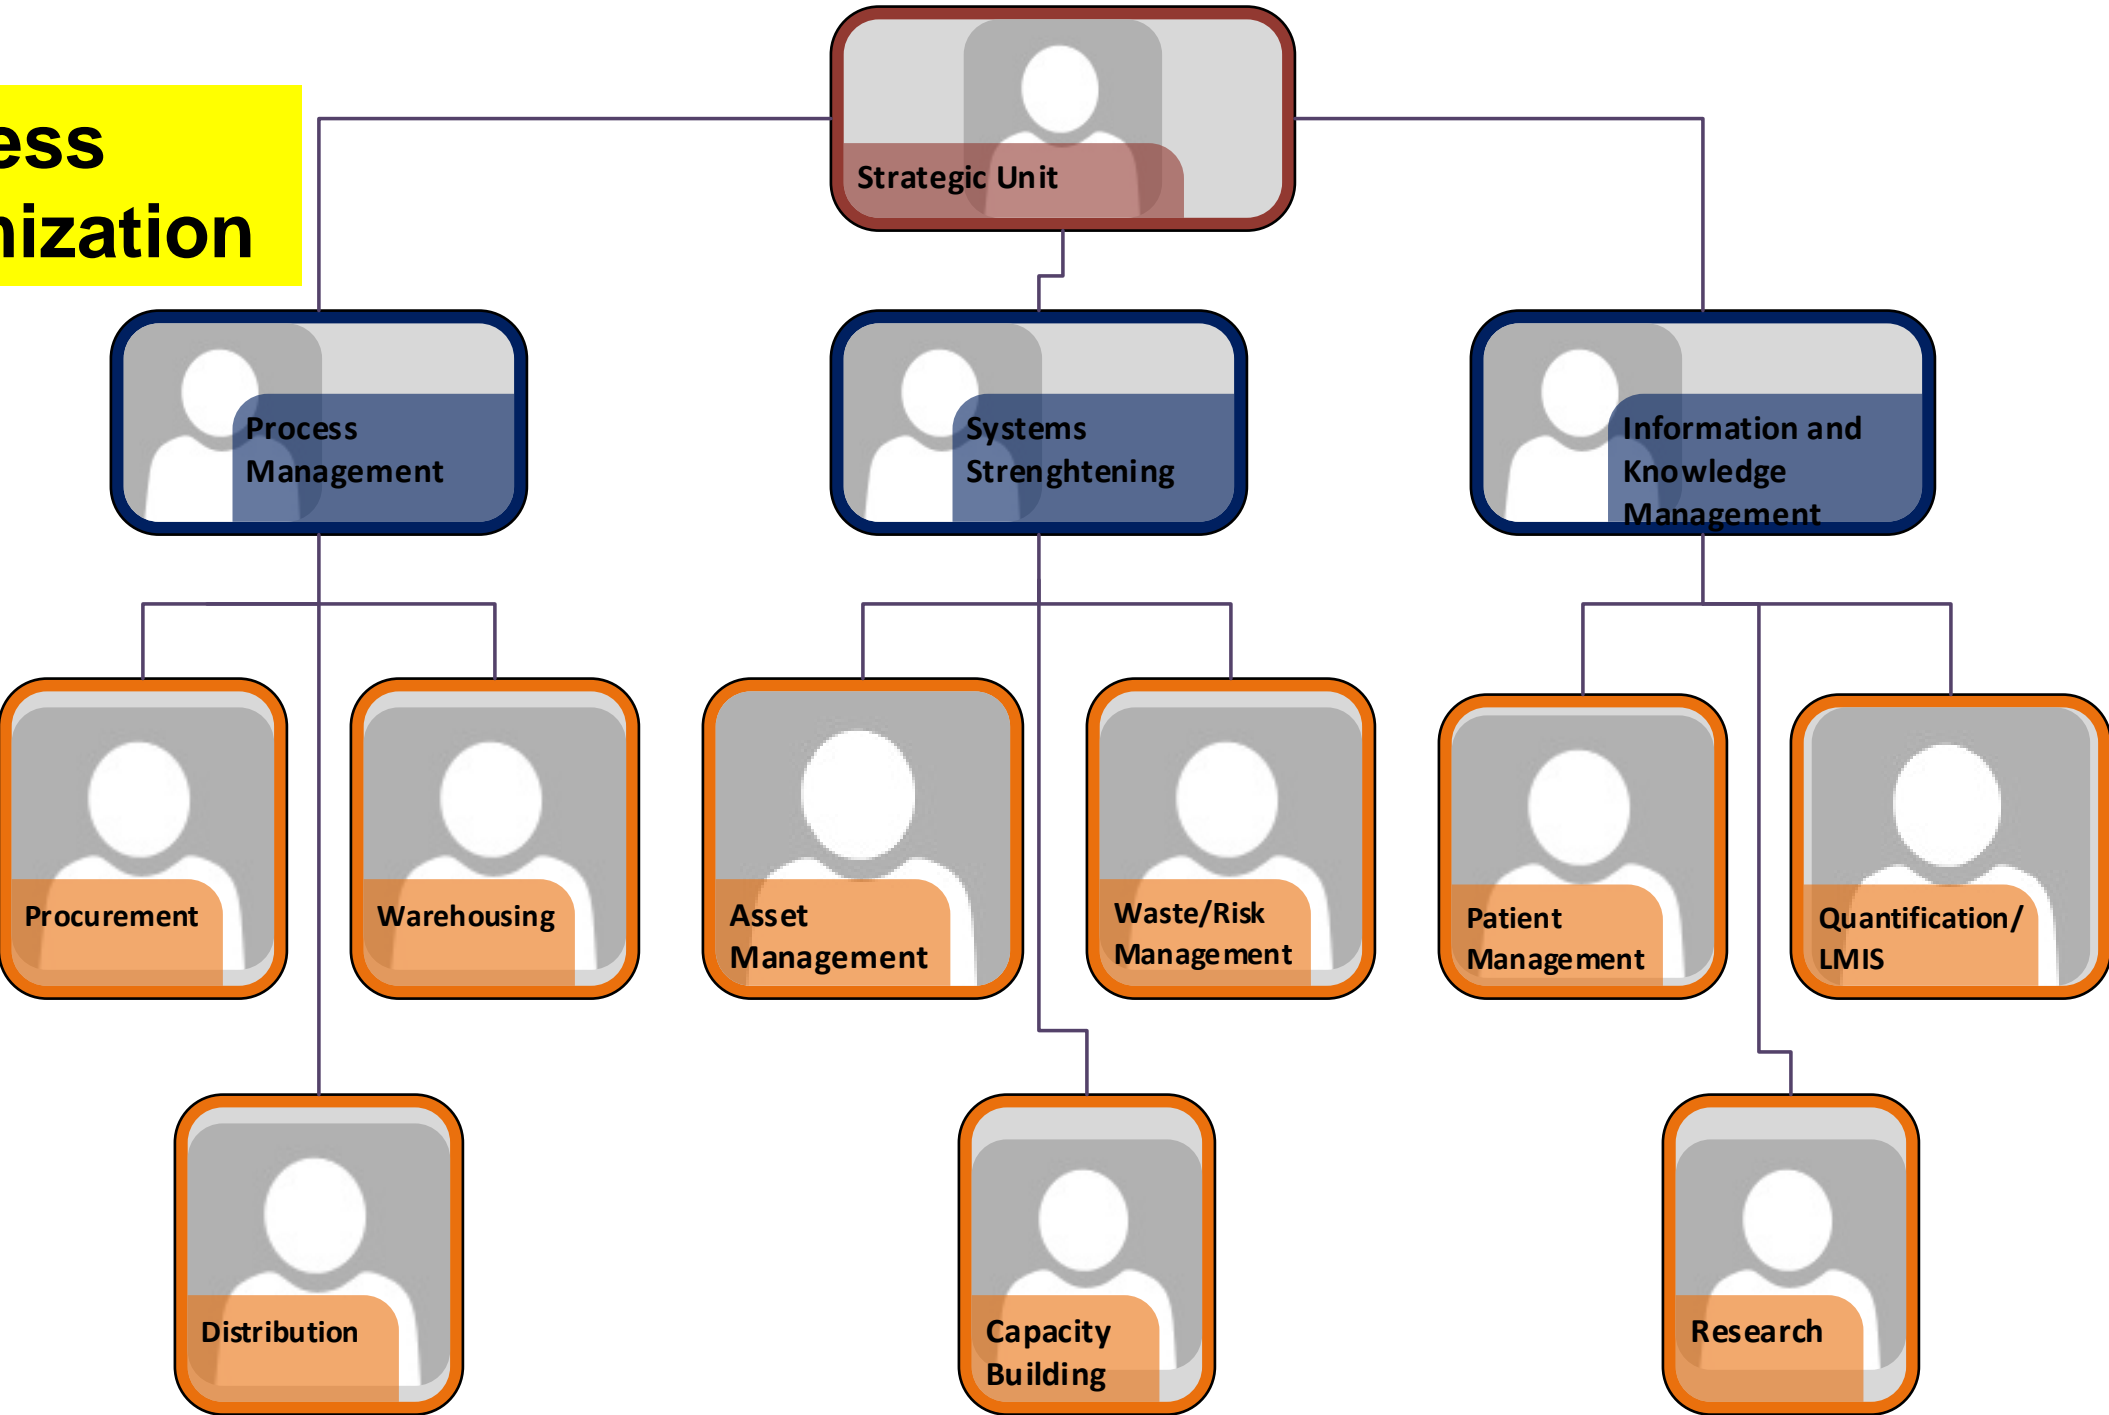 ess
nization
Strategic Unit
Process
Management
Systems
Strenghtening
Information and
Knowledge
Management
Procurement
Warehousing
Asset
Management
Waste/Risk
Management
Patient
Management
Quantification/
LMIS
Distribution
Capacity
Building
Research